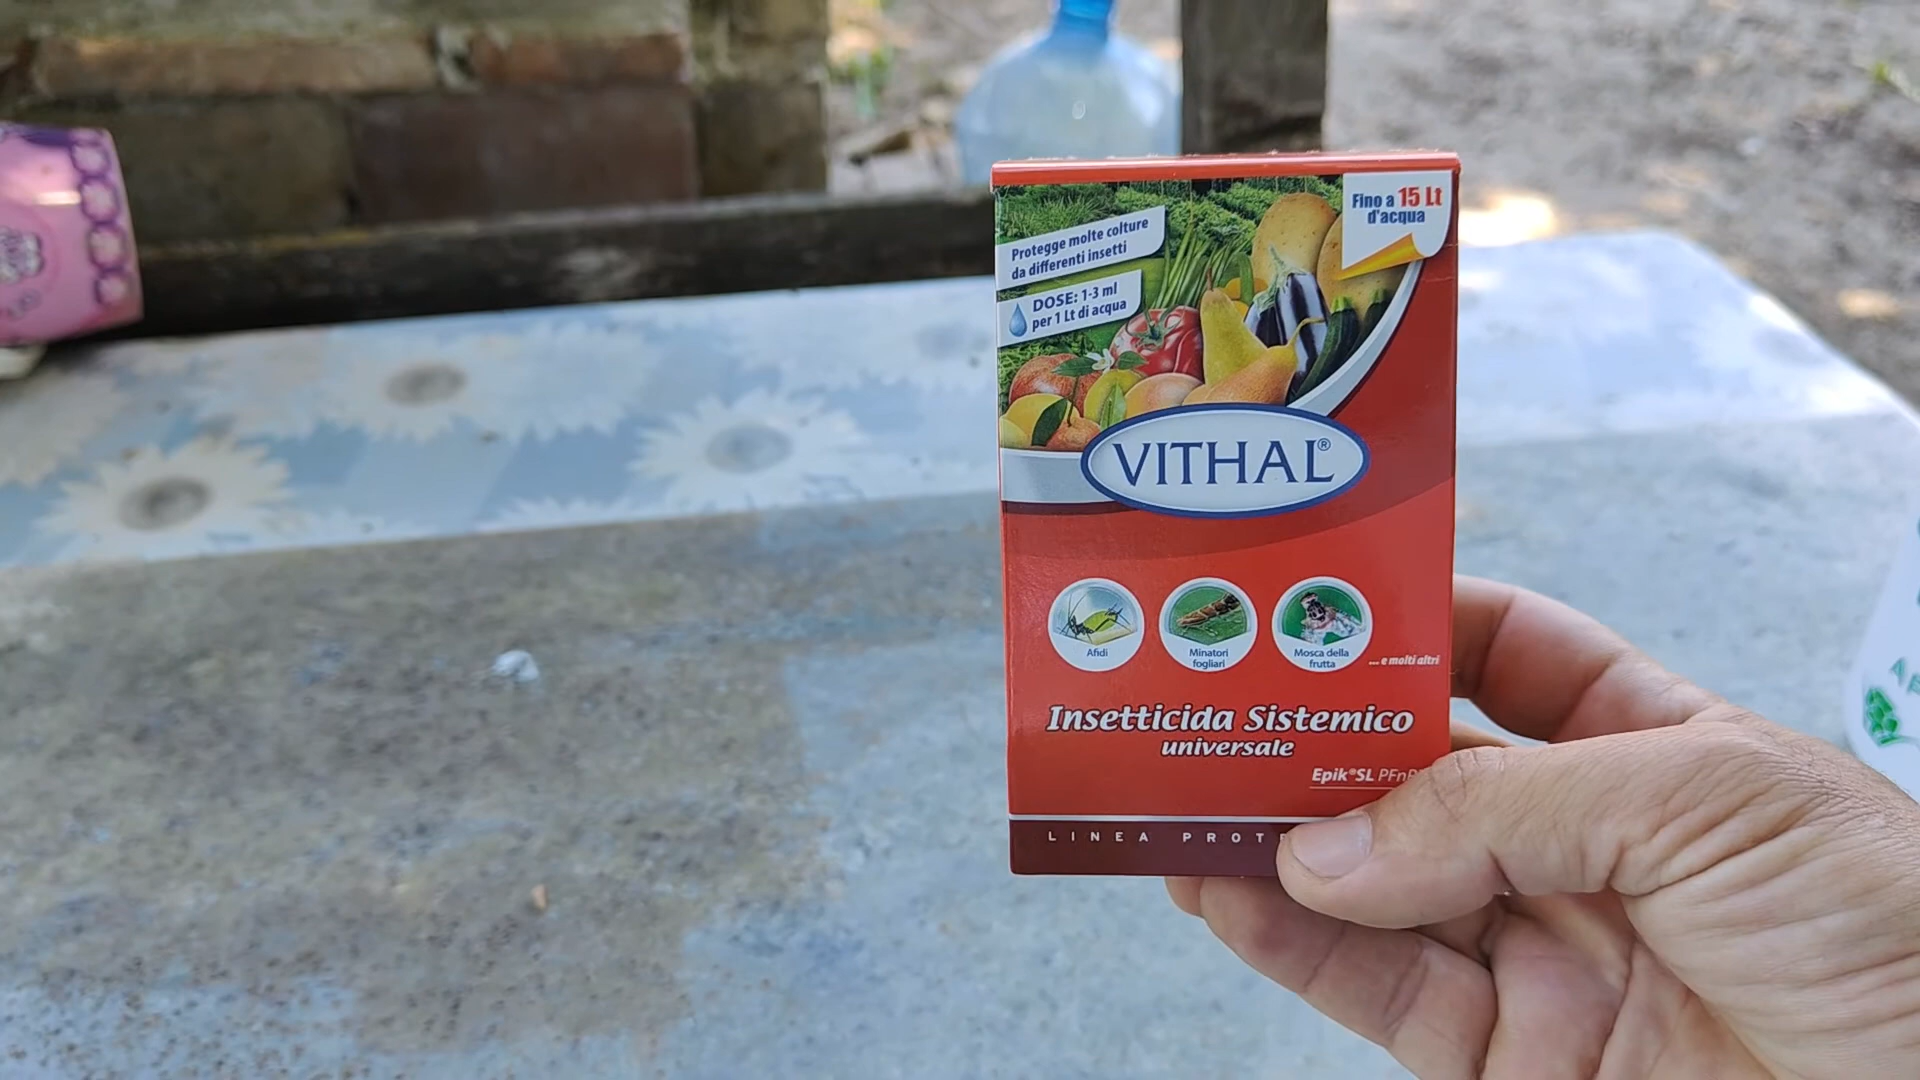 Fino a 15 Lt
d'acqua
Protegge molte colture
da differenti insetti
DOSE: 1-3 ml
per 1 Lt di acqua
VITHAL®
Afidi
Minatori
fogliari
Mosca della
frutta
... e molti altri
Insetticida Sistemico
universale
Epik®SL
LINEA